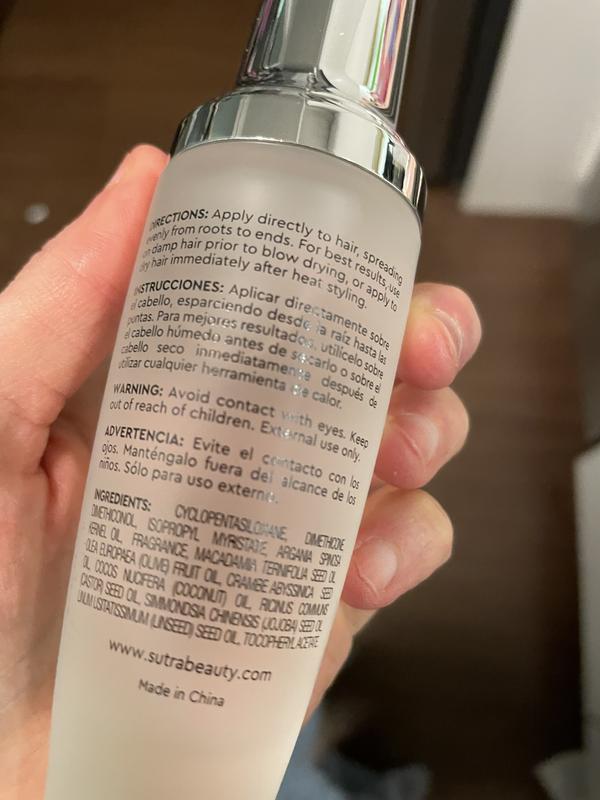 DIRECTIONS: Apply directly to hair, spreading
evenly from roots to ends. For best results, use
on damp hair prior to blow drying, or apply to
dry hair immediately after heat styling.
INSTRUCCIONES: Aplicar directamente sobre
el cabello, esparciendo desde la raíz hasta las
puntas. Para mejores resultados, utilícelo sobre
el cabello húmedo antes de secarlo o sobre el
cabello seco inmediatamente después de
utilizar cualquier herramienta de calor.
WARNING: Avoid contact with eyes. Keep
out of reach of children. External use only.
ADVERTENCIA: Evite el contacto con los
ojos. Manténgalo fuera del alcance de los
niños. Sólo para uso externo.
INGREDIENTS: CYCLOPENTASILOXANE, DIMETHICONE
DIMETHICONOL, ISOPROPYL MYRISTATE, ARGANIA SPINOSA
KERNEL OIL, FRAGRANCE, MACADAMIA TERNIFOLIA SEED OIL
OLEA EUROPAEA (OLIVE) FRUIT OIL, CRAMBE ABYSSINICA SEED
OIL, COCOS NUCIFERA (COCONUT) OIL, RICINUS COMMUNIS
(CASTOR) SEED OIL, SIMMONDSIA CHINENSIS (JOJOBA) SEED OIL
LINUM USITATISSIMUM (LINSEED) SEED OIL, TOCOPHERYL ACETATE.
www.sutrabeauty.com
Made in China